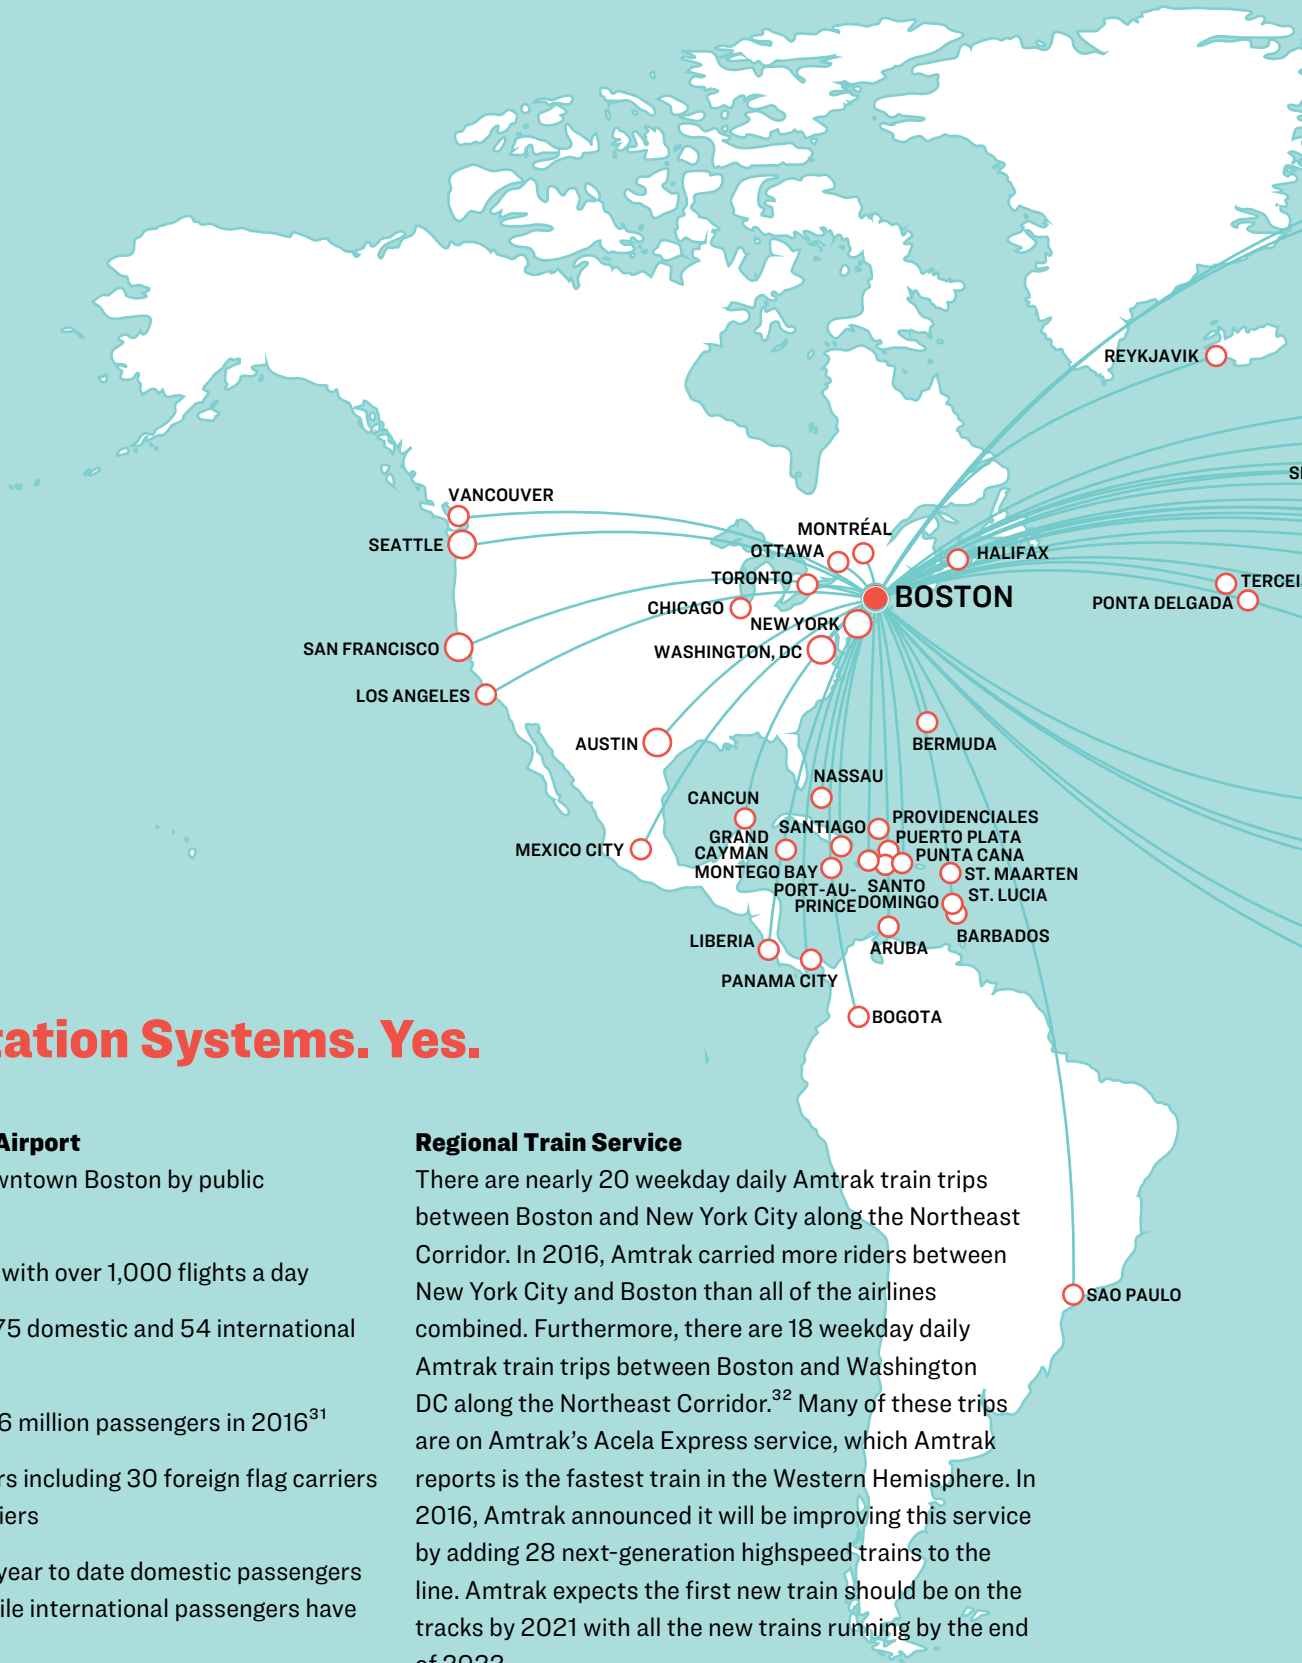 REYKJAVIK
VANCOUVER
SEATTLE
MONTRÉAL
OTTAWA
HALIFAX
TORONTO
BOSTON
CHICAGO
PONTA DELGADA
NEW YORK
WASHINGTON, DC
SAN FRANCISCO
LOS ANGELES
AUSTIN
BERMUDA
NASSAU
CANCUN
PROVIDENCIALES
SANTIAGO
GRAND
CAYMAN
PUERTO PLATA
MEXICO CITY
PUNTA CANA
MONTEGO BAY
ST. MAARTEN
PORT-AU-
PRINCE
SANTO
DOMINGO
ST. LUCIA
BARBADOS
LIBERIA
ARUBA
PANAMA CITY
BOGOTA
SAO PAULO
tation Systems. Yes.
Airport
wntown Boston by public
with over 1,000 flights a day
75 domestic and 54 international
6 million passengers in 2016³¹
rs including 30 foreign flag carriers
iers
year to date domestic passengers
ile international passengers have
Regional Train Service
There are nearly 20 weekday daily Amtrak train trips
between Boston and New York City along the Northeast
Corridor. In 2016, Amtrak carried more riders between
New York City and Boston than all of the airlines
combined. Furthermore, there are 18 weekday daily
Amtrak train trips between Boston and Washington
DC along the Northeast Corridor.³² Many of these trips
are on Amtrak’s Acela Express service, which Amtrak
reports is the fastest train in the Western Hemisphere. In
2016, Amtrak announced it will be improving this service
by adding 28 next-generation highspeed trains to the
line. Amtrak expects the first new train should be on the
tracks by 2021 with all the new trains running by the end